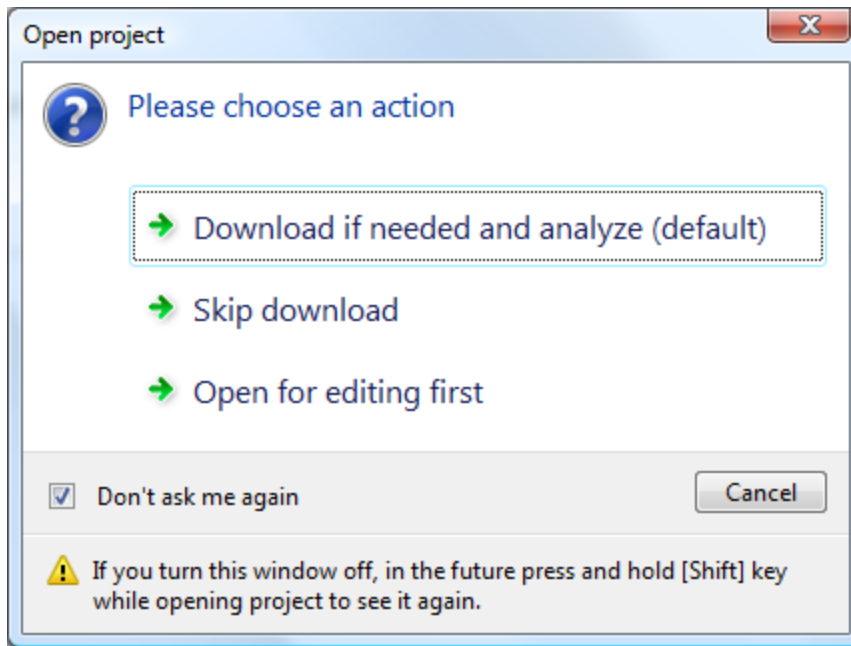 Open project
Please choose an action
Download if needed and analyze (default)
Skip download
Open for editing first
Don't ask me again
Cancel
If you turn this window off, in the future press and hold [Shift] key
while opening project to see it again.